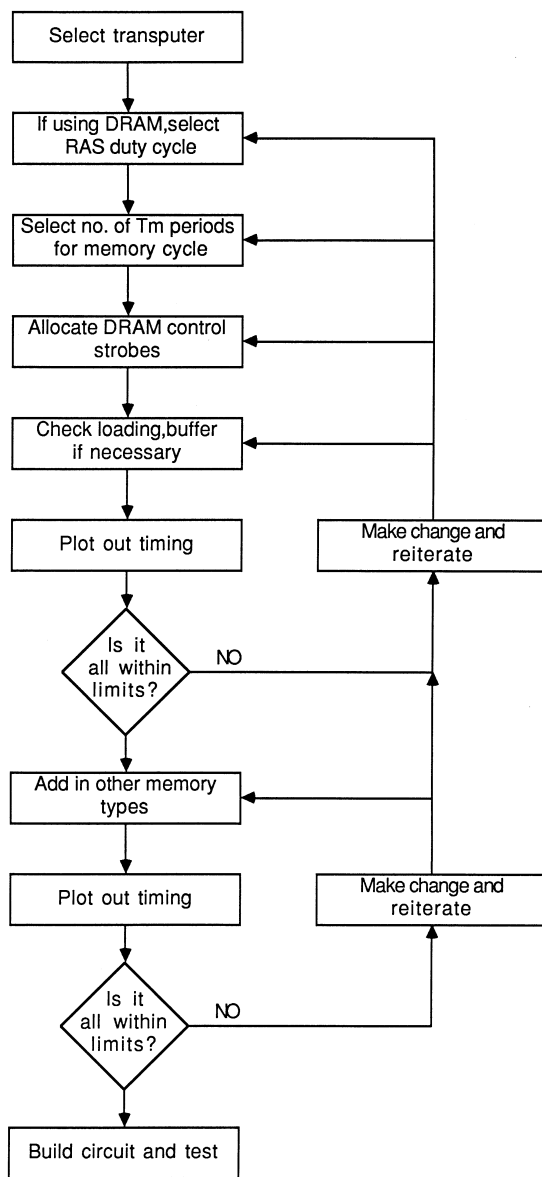 Select transputer
If using DRAM,select
RAS duty cycle
Select no. of Tm periods
for memory cycle
Allocate DRAM control
strobes
Check loading,buffer
if necessary
Plot out timing
Make change and
reiterate
Is it
all within
limits?
NO
Add in other memory
types
Plot out timing
Make change and
reiterate
Is it
all within
limits?
NO
Build circuit and test